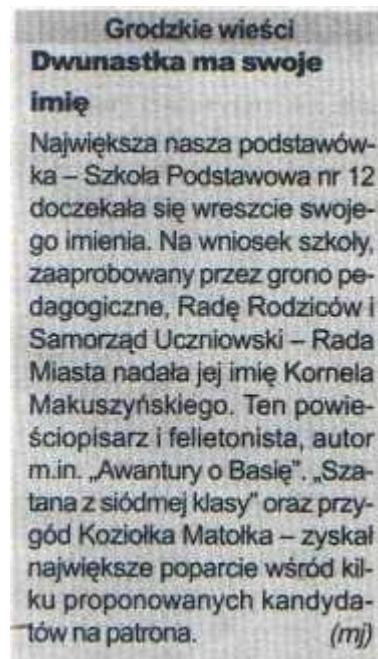 Grodzkie wieści
Dwunastka ma swoje
imię
Największa nasza podstawów-
ka – Szkoła Podstawowa nr 12
doczekała się wreszcie swoje-
go imienia. Na wniosek szkoły,
zaaprobowany przez grono pe-
dagogiczne, Radę Rodziców i
Samorząd Uczniowski – Rada
Miasta nadała jej imię Kornela
Makuszyńskiego. Ten powie-
ściopisarz i felietonista, autor
m.in. „Awantury o Basię”. „Sza-
tana z siódmej klasy” oraz przy-
gód Koziołka Matołka – zyskał
największe poparcie wśród kil-
ku proponowanych kandyda-
tów na patrona. (mj)